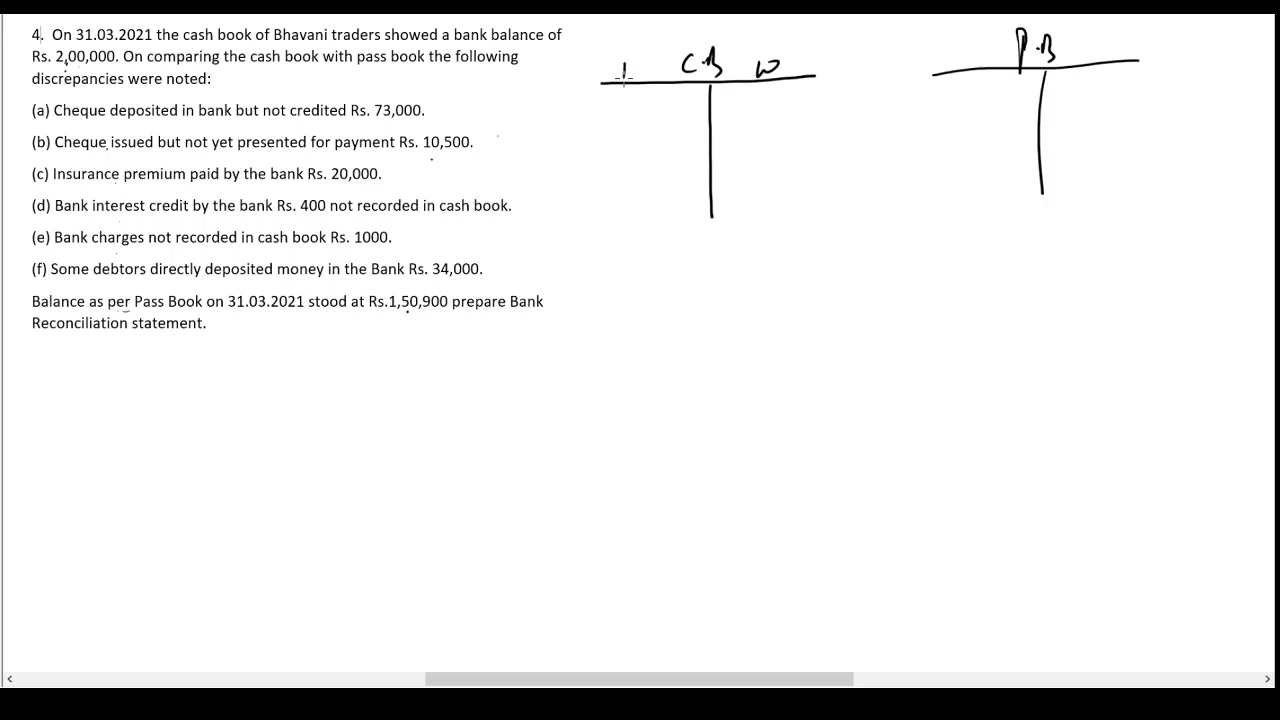 4. On 31.03.2021 the cash book of Bhavani traders showed a bank balance of
Rs. 2,00,000. On comparing the cash book with pass book the following
discrepancies were noted:
(a) Cheque deposited in bank but not credited Rs. 73,000.
(b) Cheque issued but not yet presented for payment Rs. 10,500.
(c) Insurance premium paid by the bank Rs. 20,000.
(d) Bank interest credit by the bank Rs. 400 not recorded in cash book.
(e) Bank charges not recorded in cash book Rs. 1000.
(f) Some debtors directly deposited money in the Bank Rs. 34,000.
Balance as per Pass Book on 31.03.2021 stood at Rs.1,50,900 prepare Bank
Reconciliation statement.
C.B W
P.B